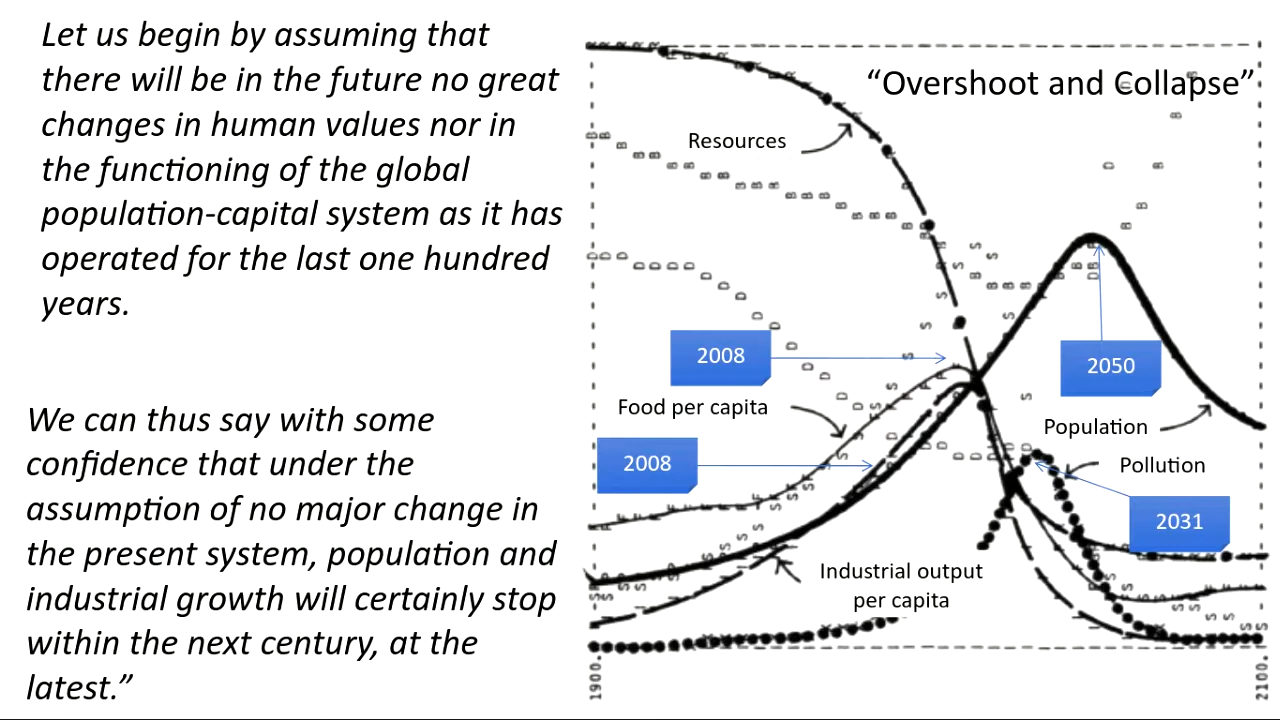 Let us begin by assuming that
there will be in the future no great
changes in human values nor in
the functioning of the global
population-capital system as it has
operated for the last one hundred
years.
We can thus say with some
confidence that under the
assumption of no major change in
the present system, population and
industrial growth will certainly stop
within the next century, at the
latest.”
“Overshoot and Collapse”
Resources
2008
Food per capita
2008
2050
Population
Pollution
2031
Industrial output
per capita
1900.
2100.